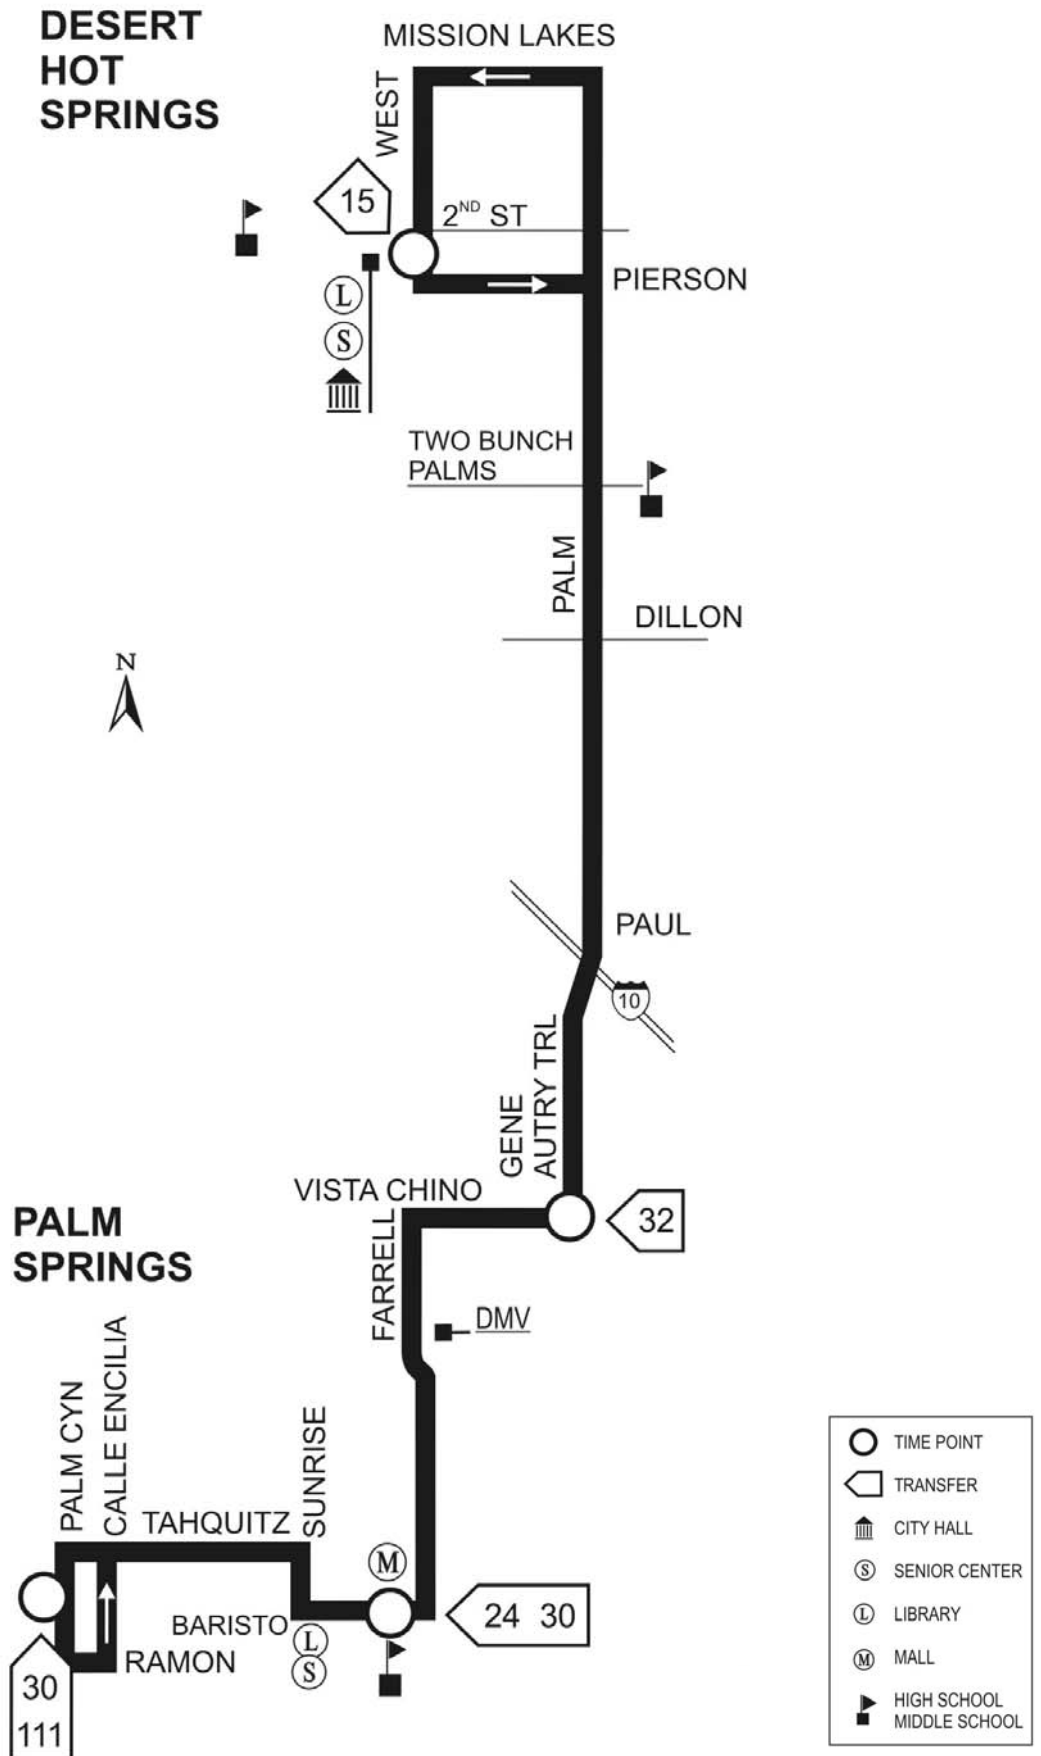 DESERT
HOT
SPRINGS
MISSION LAKES
WEST
15
2ND ST
PIERSON
L
S
TWO BUNCH
PALMS
PALM
DILLON
N
PAUL
10
GENE
AUTRY TRL
VISTA CHINO
32
PALM
SPRINGS
FARRELL
DMV
PALM CYN
CALLE ENCILIA
SUNRISE
TAHQUITZ
M
24 30
BARISTO
L
S
RAMON
30
111
TIME POINT
TRANSFER
CITY HALL
S SENIOR CENTER
L LIBRARY
M MALL
HIGH SCHOOL
MIDDLE SCHOOL